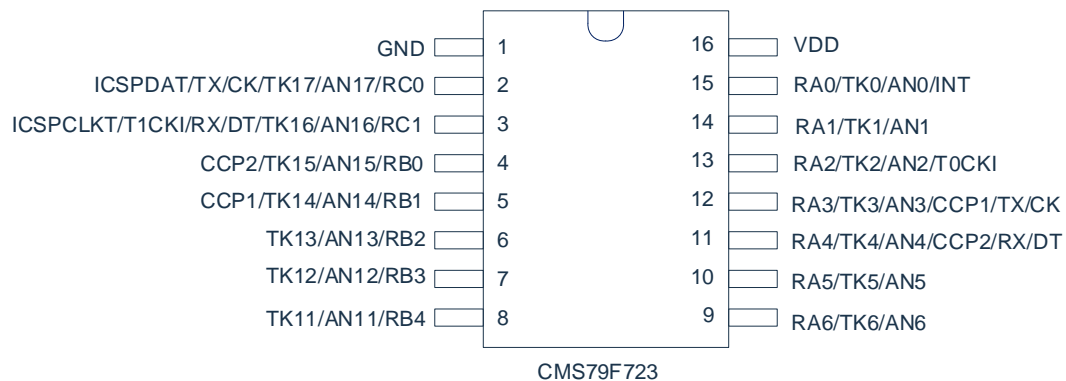 GND 1 16 VDD
ICSPDAT/TX/CK/TK17/AN17/RC0 2 15 RA0/TK0/AN0/INT
ICSPCLKT/T1CKI/RX/DT/TK16/AN16/RC1 3 14 RA1/TK1/AN1
CCP2/TK15/AN15/RB0 4 13 RA2/TK2/AN2/T0CKI
CCP1/TK14/AN14/RB1 5 12 RA3/TK3/AN3/CCP1/TX/CK
TK13/AN13/RB2 6 11 RA4/TK4/AN4/CCP2/RX/DT
TK12/AN12/RB3 7 10 RA5/TK5/AN5
TK11/AN11/RB4 8 9 RA6/TK6/AN6
CMS79F723